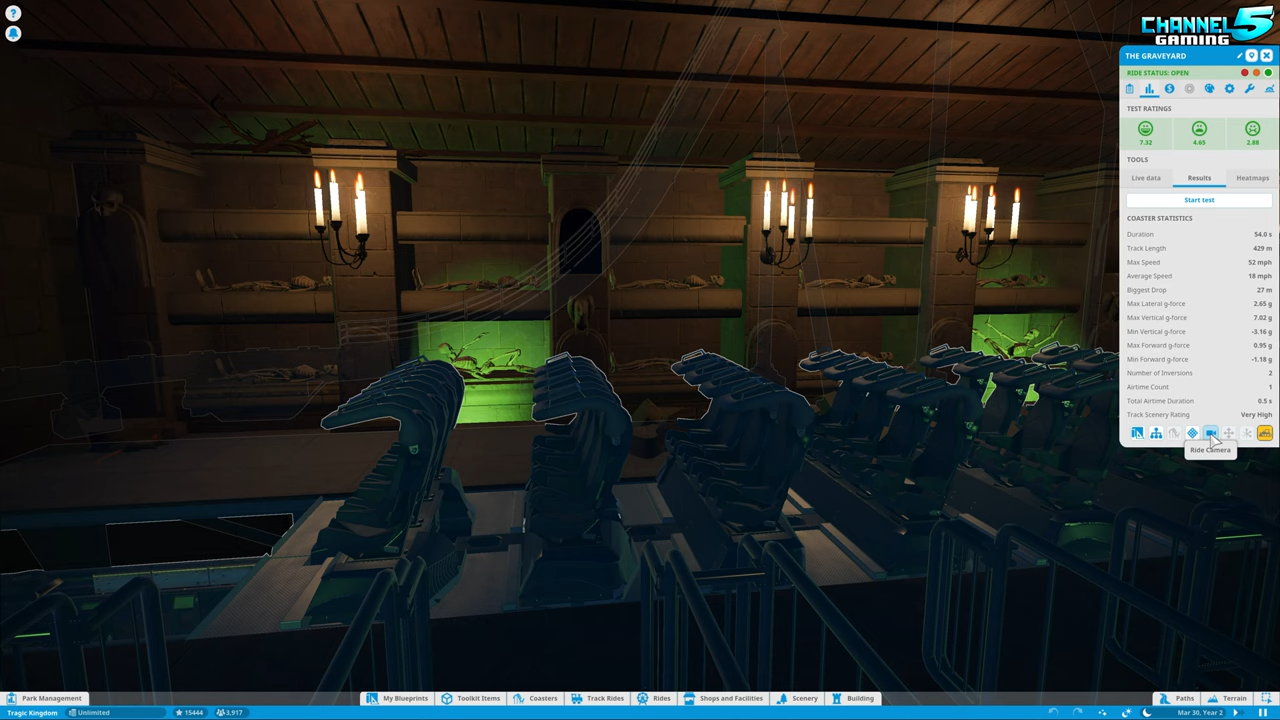 ?
CHANNEL 5
GAMING
THE GRAVEYARD
RIDE STATUS: OPEN
TEST RATINGS
7.32 4.65 2.88
TOOLS
Live data Results Heatmaps
Start test
COASTER STATISTICS
Duration 54.0 s
Track Length 429 m
Max Speed 52 mph
Average Speed 18 mph
Biggest Drop 27 m
Max Lateral g-force 2.65 g
Max Vertical g-force 7.02 g
Min Vertical g-force -3.16 g
Max Forward g-force 0.95 g
Min Forward g-force -1.18 g
Number of Inversions 2
Airtime Count 1
Total Airtime Duration 0.5 s
Track Scenery Rating Very High
Ride Camera
Park Management My Blueprints Toolkit Items Coasters Track Rides Rides Shops and Facilities Scenery Building Paths Terrain
Tragic Kingdom Unlimited 15444 3,917 Mar 30, Year 2